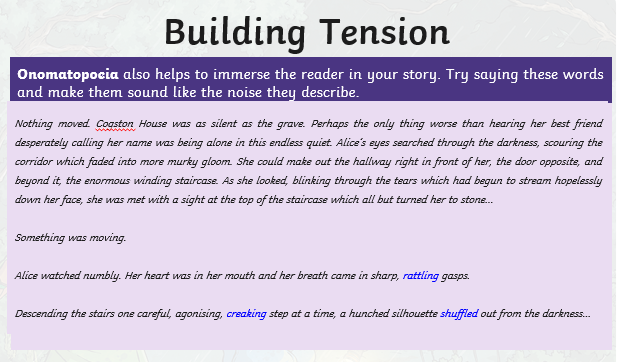 Building Tension
Onomatopoeia also helps to immerse the reader in your story. Try saying these words
and make them sound like the noise they describe.
Nothing moved. Cogston House was as silent as the grave. Perhaps the only thing worse than hearing her best friend
desperately calling her name was being alone in this endless quiet. Alice's eyes searched through the darkness, scouring the
corridor which faded into more murky gloom. She could make out the hallway right in front of her, the door opposite, and
beyond it, the enormous winding staircase. As she looked, blinking through the tears which had begun to stream hopelessly
down her face, she was met with a sight at the top of the staircase which all but turned her to stone...
Something was moving.
Alice watched numbly. Her heart was in her mouth and her breath came in sharp, rattling gasps.
Descending the stairs one careful, agonising, creaking step at a time, a hunched silhouette shuffled out from the darkness...